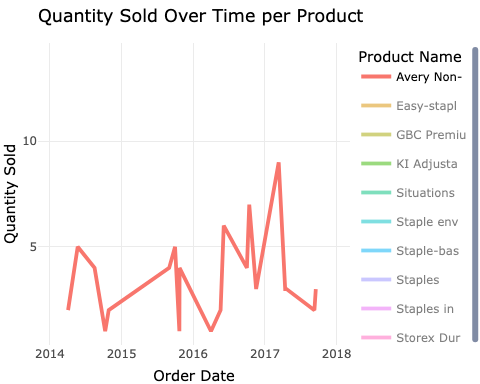 Quantity Sold Over Time per Product
Product Name
Avery Non-
Easy-stapl
GBC Premiu
KI Adjusta
Situations
Staple env
Staple-bas
Staples
Staples in
Storex Dur
Quantity Sold
10
5
2014 2015 2016 2017 2018
Order Date